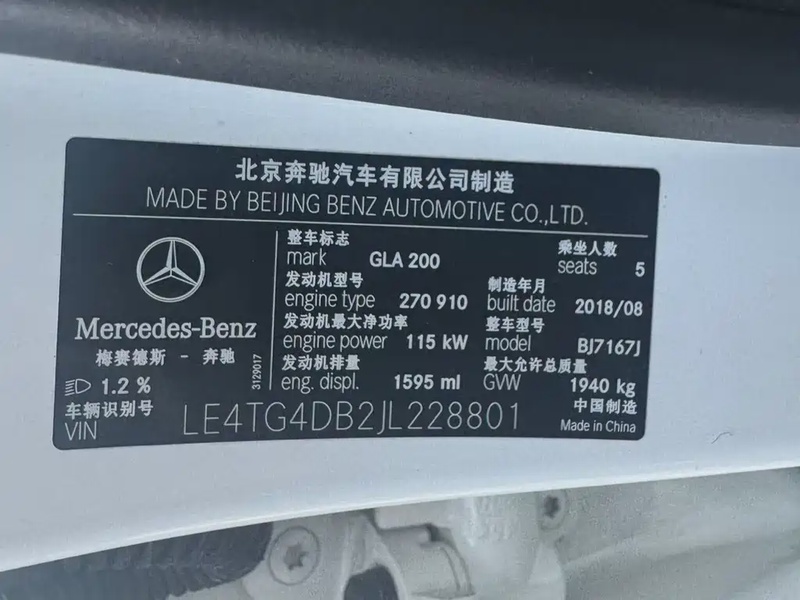 北京奔驰汽车有限公司制造
MADE BY BEIJING BENZ AUTOMOTIVE CO.,LTD.
整车标志 乘坐人数
mark GLA 200 seats 5
发动机型号 制造年月
engine type 270 910 built date 2018/08
发动机最大净功率 整车型号
engine power 115 kW model BJ7167J
发动机排量 最大允许总质量
eng. displ. 1595 ml GVW 1940 kg
Mercedes-Benz
梅赛德斯 - 奔驰
3129017
1.2 %
车辆识别号 中国制造
VIN LE4TG4DB2JL228801 Made in China